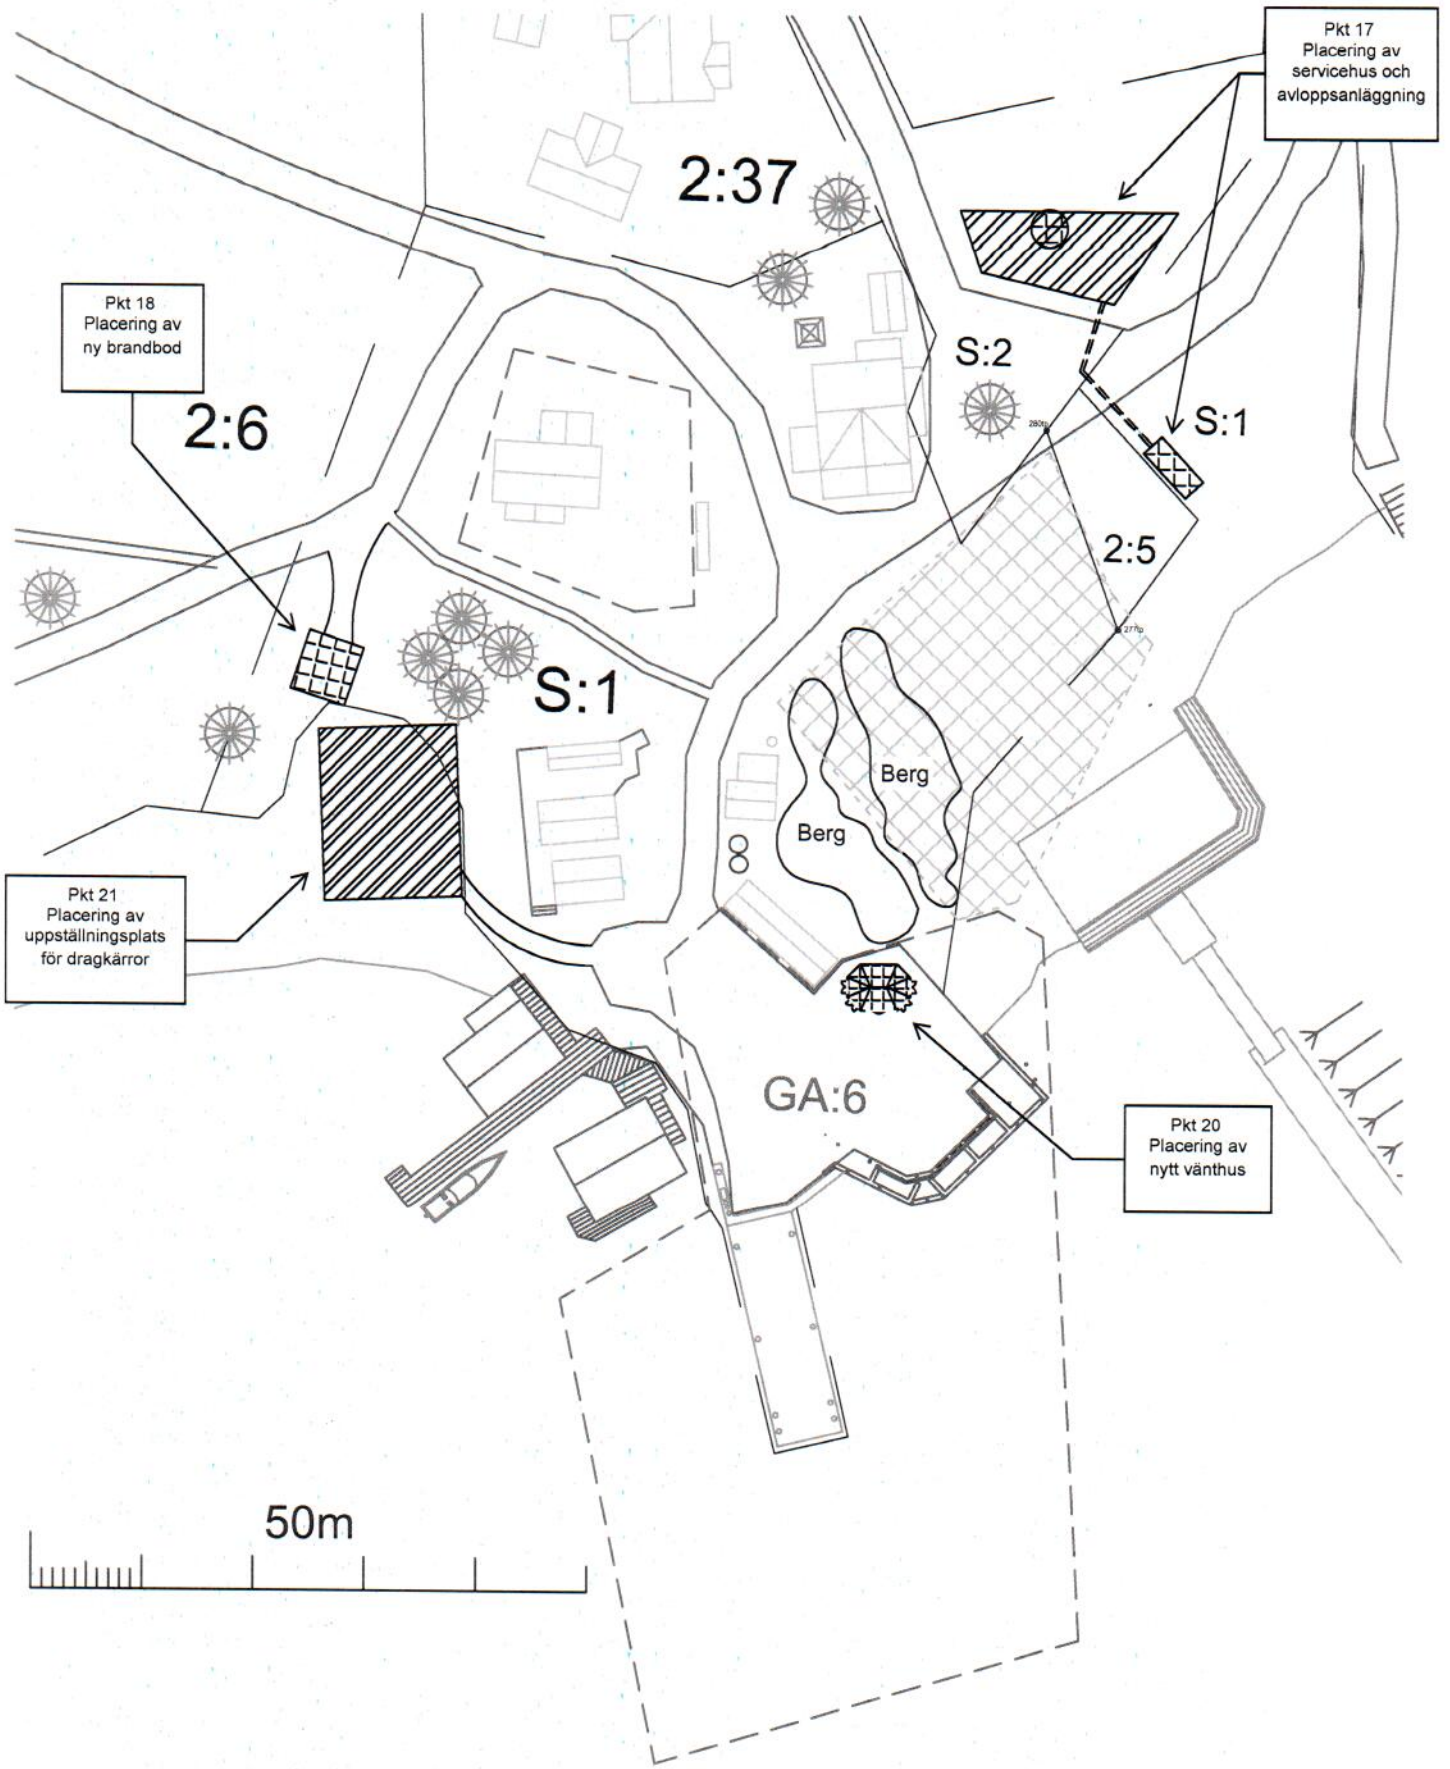 Pkt 17
Placering av
servicehus och
avloppsanläggning
2:37
Pkt 18
Placering av
ny brandbod
S:2
2:6
S:1
280tp
2:5
277tp
S:1
Berg
Berg
Pkt 21
Placering av
uppställningsplats
för dragkärror
GA:6
Pkt 20
Placering av
nytt vänthus
50m